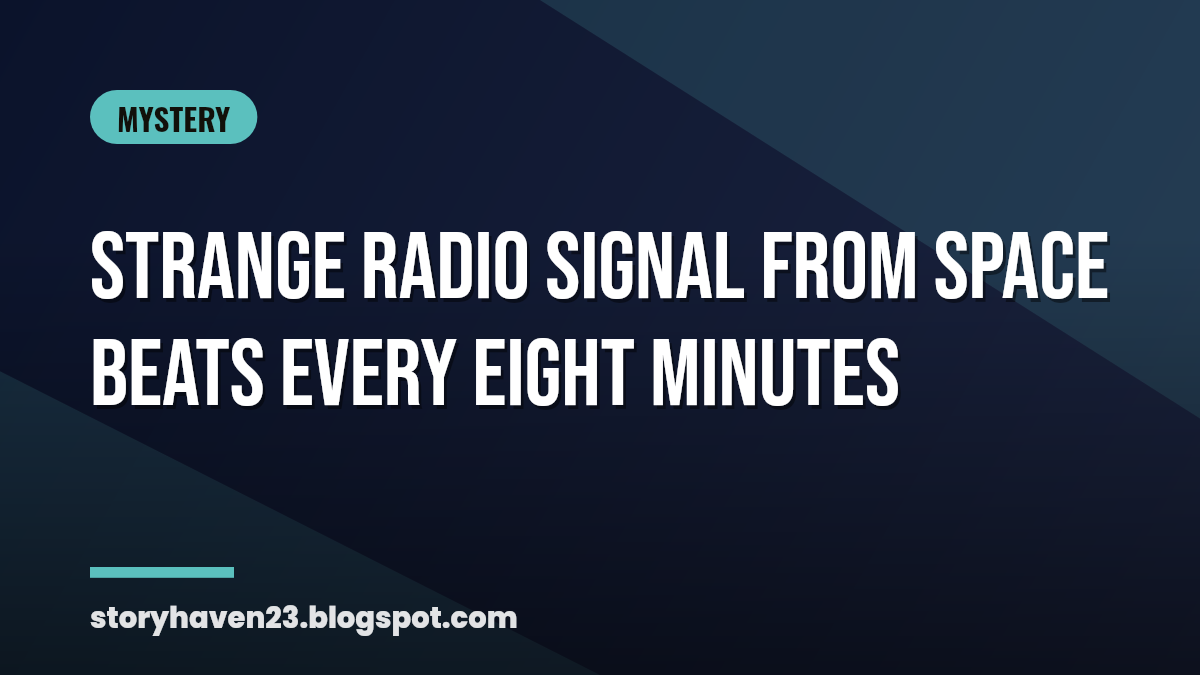 MYSTERY
STRANGE RADIO SIGNAL FROM SPACE
BEATS EVERY EIGHT MINUTES
storyhaven23.blogspot.com